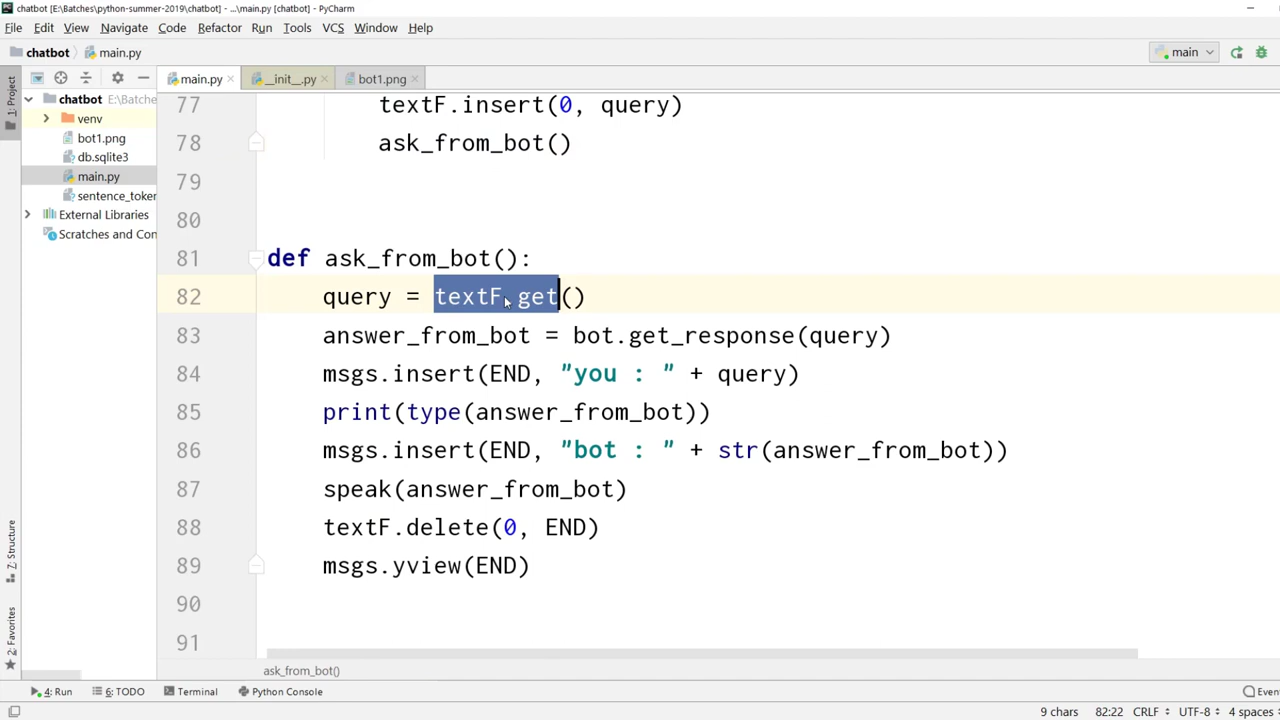 chatbot [E:\Batches\python-summer-2019\chatbot] - ...\main.py - PyCharm
File Edit View Navigate Code Refactor Run Tools VCS Window Help
chatbot main.py main
1: Project main.py __init__.py bot1.png
chatbot E:\Batche
venv
bot1.png
db.sqlite3
main.py
sentence_token
External Libraries
Scratches and Con
77 textF.insert(0, query)
78 ask_from_bot()
79
80
81 def ask_from_bot():
82 query = textF.get()
83 answer_from_bot = bot.get_response(query)
84 msgs.insert(END, "you : " + query)
85 print(type(answer_from_bot))
86 msgs.insert(END, "bot : " + str(answer_from_bot))
87 speak(answer_from_bot)
88 textF.delete(0, END)
89 msgs.yview(END)
90
91
Z: Structure
2: Favorites
ask_from_bot()
4: Run 6: TODO Terminal Python Console Even
9 chars 82:22 CRLF UTF-8 4 spaces